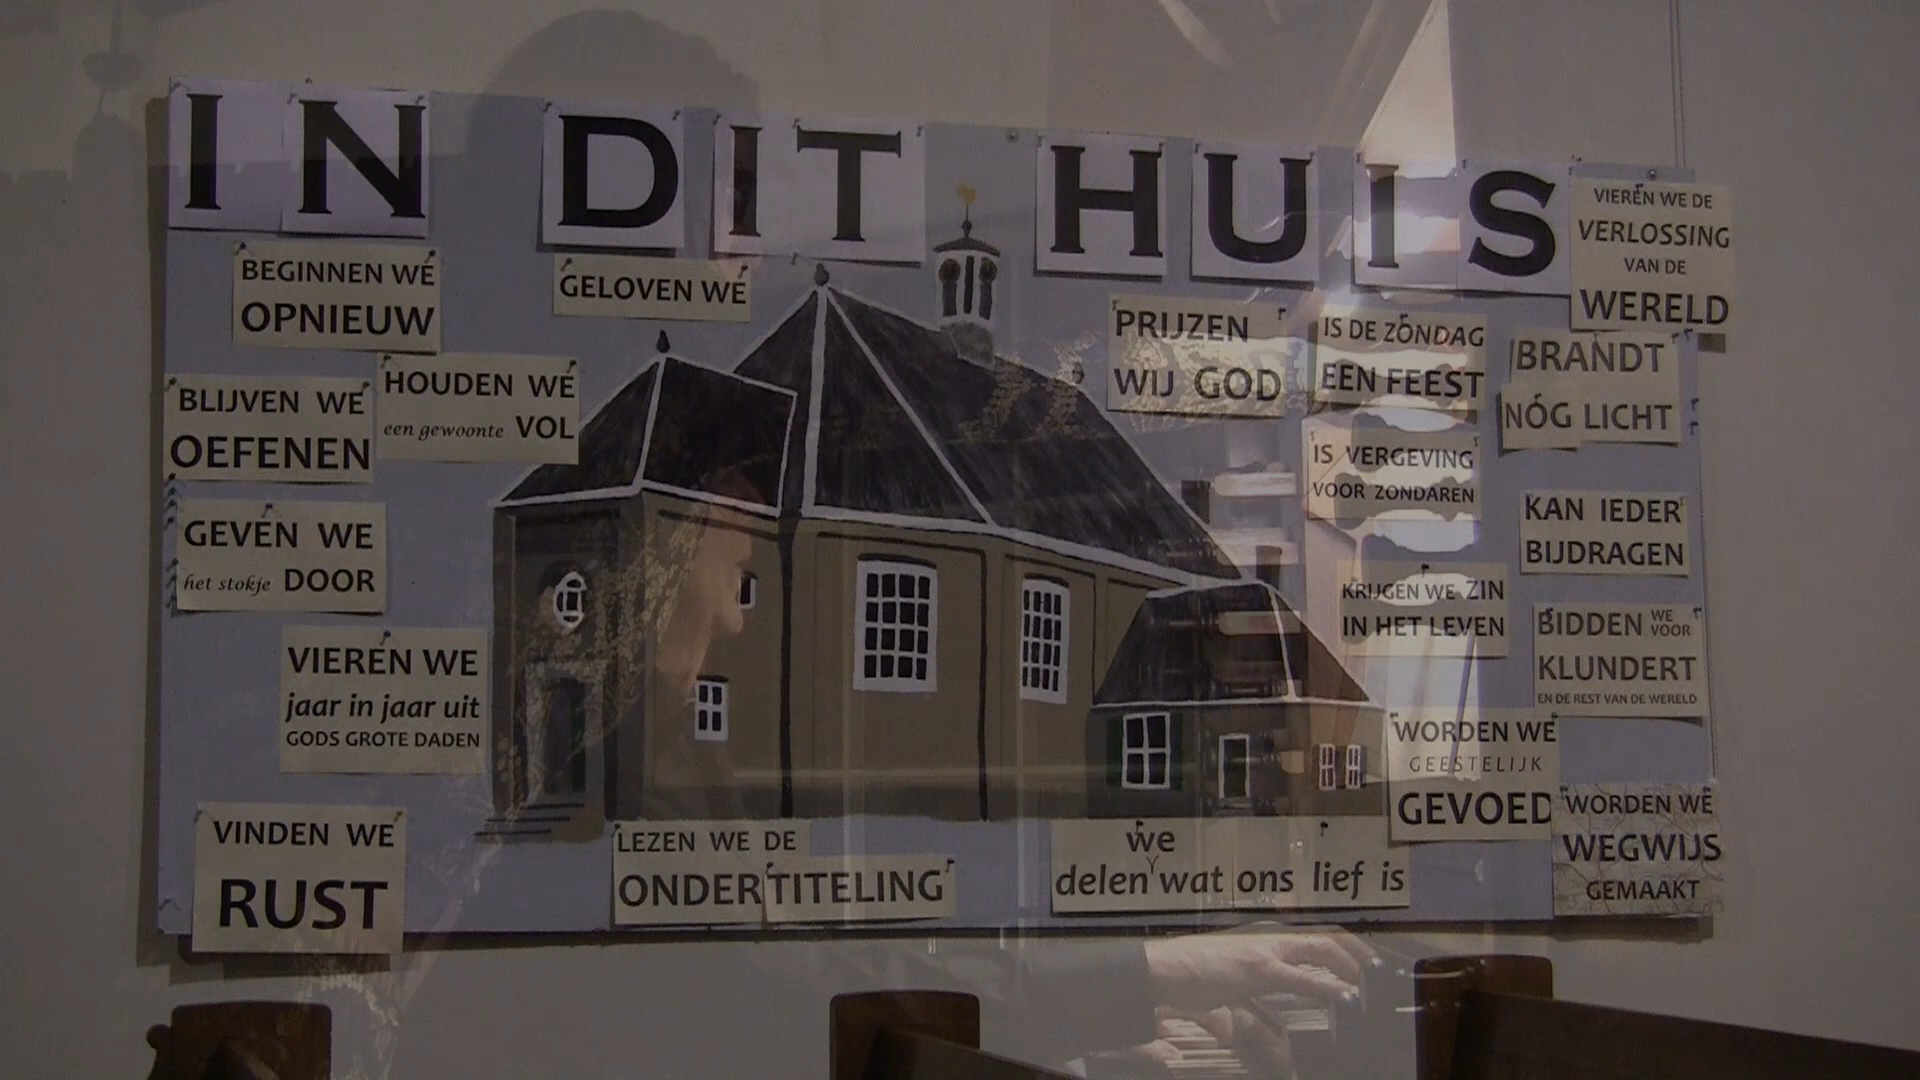 IN DIT HUIS
BEGINNEN WE
OPNIEUW
GELOVEN WE
BLIJVEN WE
OEFENEN
HOUDEN WE
een gewoonte VOL
GEVEN WE
het stokje DOOR
VIEREN WE
jaar in jaar uit
GODS GROTE DADEN
VINDEN WE
RUST
LEZEN WE DE
ONDERTITELING
we
delen wat ons lief is
PRIJZEN
WIJ GOD
IS DE ZONDAG
EEN FEEST
IS VERGEVING
VOOR ZONDAREN
KRIJGEN WE ZIN
IN HET LEVEN
VIEREN WE DE
VERLOSSING
VAN DE
WERELD
BRANDT
NÓG LICHT
KAN IEDER
BIJDRAGEN
BIDDEN WE VOOR
KLUNDERT
EN DE REST VAN DE WERELD
WORDEN WE
GEESTELIJK
GEVOED
WORDEN WE
WEGWIJS
GEMAAKT